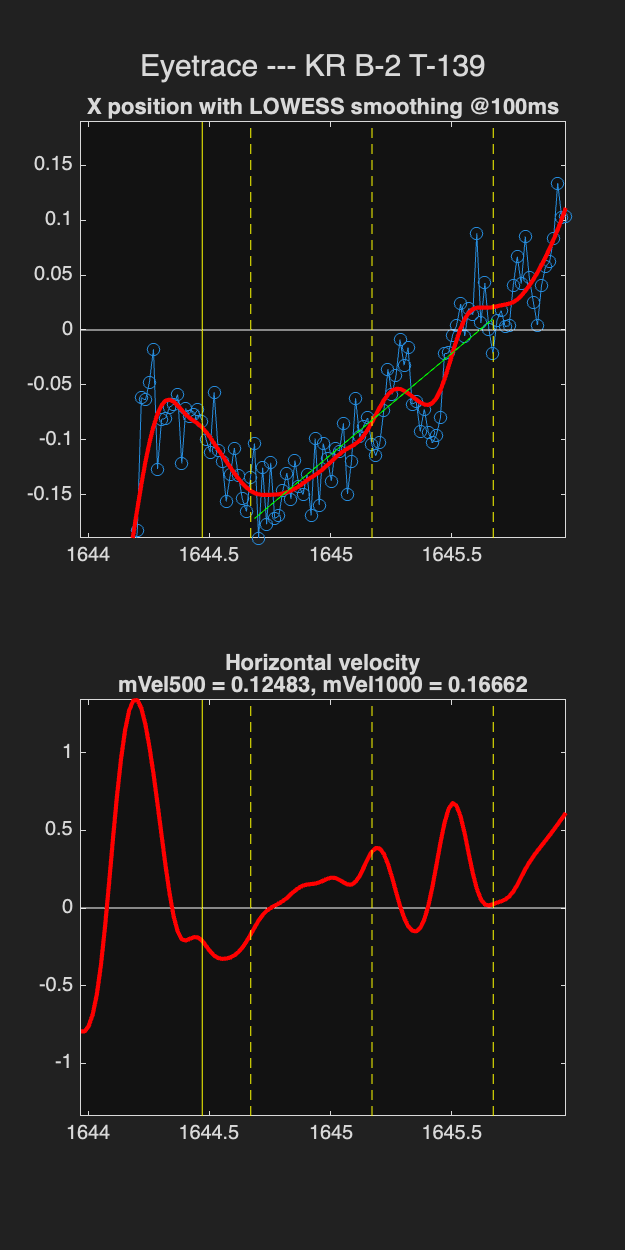 Eyetrace --- KR B-2 T-139
X position with LOWESS smoothing @100ms
0.15
0.1
0.05
0
-0.05
-0.1
-0.15
1644 1644.5 1645 1645.5
Horizontal velocity
mVel500 = 0.12483, mVel1000 = 0.16662
1
0.5
0
-0.5
-1
1644 1644.5 1645 1645.5